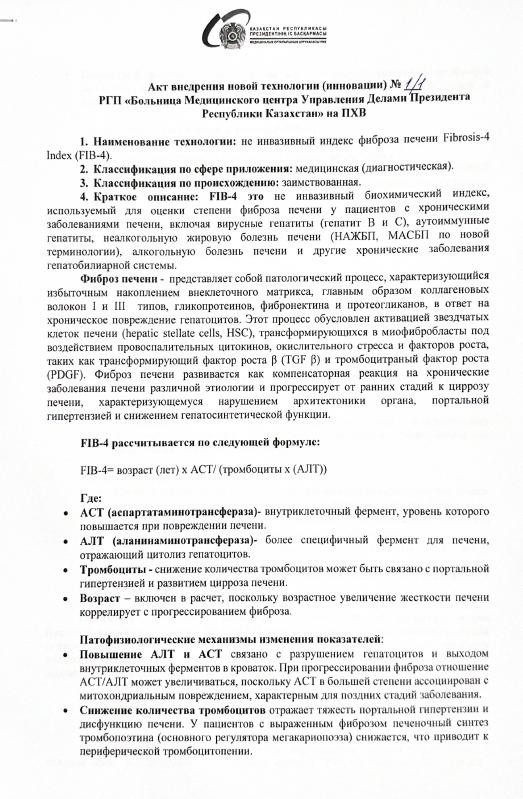 ҚАЗАҚСТАН РЕСПУБЛИКАСЫ
ПРЕЗИДЕНТІНІҢ ІС БАСҚАРМАСЫ
Акт внедрения новой технологии (инновации) № 1/1
РГП «Больница Медицинского центра Управления Делами Президента
Республики Казахстан» на ПХВ
1. Наименование технологии: не инвазивный индекс фиброза печени Fibrosis-4
Index (FIB-4).
2. Классификация по сфере приложения: медицинская (диагностическая).
3. Классификация по происхождению: заимствованная.
4. Краткое описание: FIB-4 это не инвазивный биохимический индекс,
используемый для оценки степени фиброза печени у пациентов с хроническими
заболеваниями печени, включая вирусные гепатиты (гепатит В и С), аутоиммунные
гепатиты, неалкогольную жировую болезнь печени (НАЖБП, МАСБП по новой
терминологии), алкогольную болезнь печени и другие хронические заболевания
гепатобилиарной системы.
Фиброз печени - представляет собой патологический процесс, характеризующийся
избыточным накоплением внеклеточного матрикса, главным образом коллагеновых
волокон I и III типов, гликопротеинов, фибронектина и протеогликанов, в ответ на
хроническое повреждение гепатоцитов. Этот процесс обусловлен активацией звездчатых
клеток печени (hepatic stellate cells, HSC), трансформирующихся в миофибробласты под
воздействием провоспалительных цитокинов, окислительного стресса и факторов роста,
таких как трансформирующий фактор роста β (TGF β) и тромбоцитраный фактор роста
(PDGF). Фиброз печени развивается как компенсаторная реакция на хронические
заболевания печени различной этиологии и прогрессирует от ранних стадий к циррозу
печени, характеризующемуся нарушением архитектоники органа, портальной
гипертензией и снижением гепатосинтетической функции.
FIB-4 рассчитывается по следующей формуле:
FIB-4= возраст (лет) х АСТ/ (тромбоциты х (АЛТ))
Где:
• АСТ (аспартатаминотрансфераза)- внутриклеточный фермент, уровень которого
повышается при повреждении печени.
• АЛТ (аланинаминотрансфераза)- более специфичный фермент для печени,
отражающий цитолиз гепатоцитов.
• Тромбоциты - снижение количества тромбоцитов может быть связано с портальной
гипертензией и развитием цирроза печени.
• Возраст – включен в расчет, поскольку возрастное увеличение жесткости печени
коррелирует с прогрессированием фиброза.
Патофизиологические механизмы изменения показателей:
• Повышение АЛТ и АСТ связано с разрушением гепатоцитов и выходом
внутриклеточных ферментов в кроваток. При прогрессировании фиброза отношение
АСТ/АЛТ может увеличиваться, поскольку АСТ в большей степени ассоциирован с
митохондриальным повреждением, характерным для поздних стадий заболевания.
• Снижение количества тромбоцитов отражает тяжесть портальной гипертензии и
дисфункцию печени. У пациентов с выраженным фиброзом печеночный синтез
тромбопоэтина (основного регулятора мегакариопоэза) снижается, что приводит к
периферической тромбоцитопении.